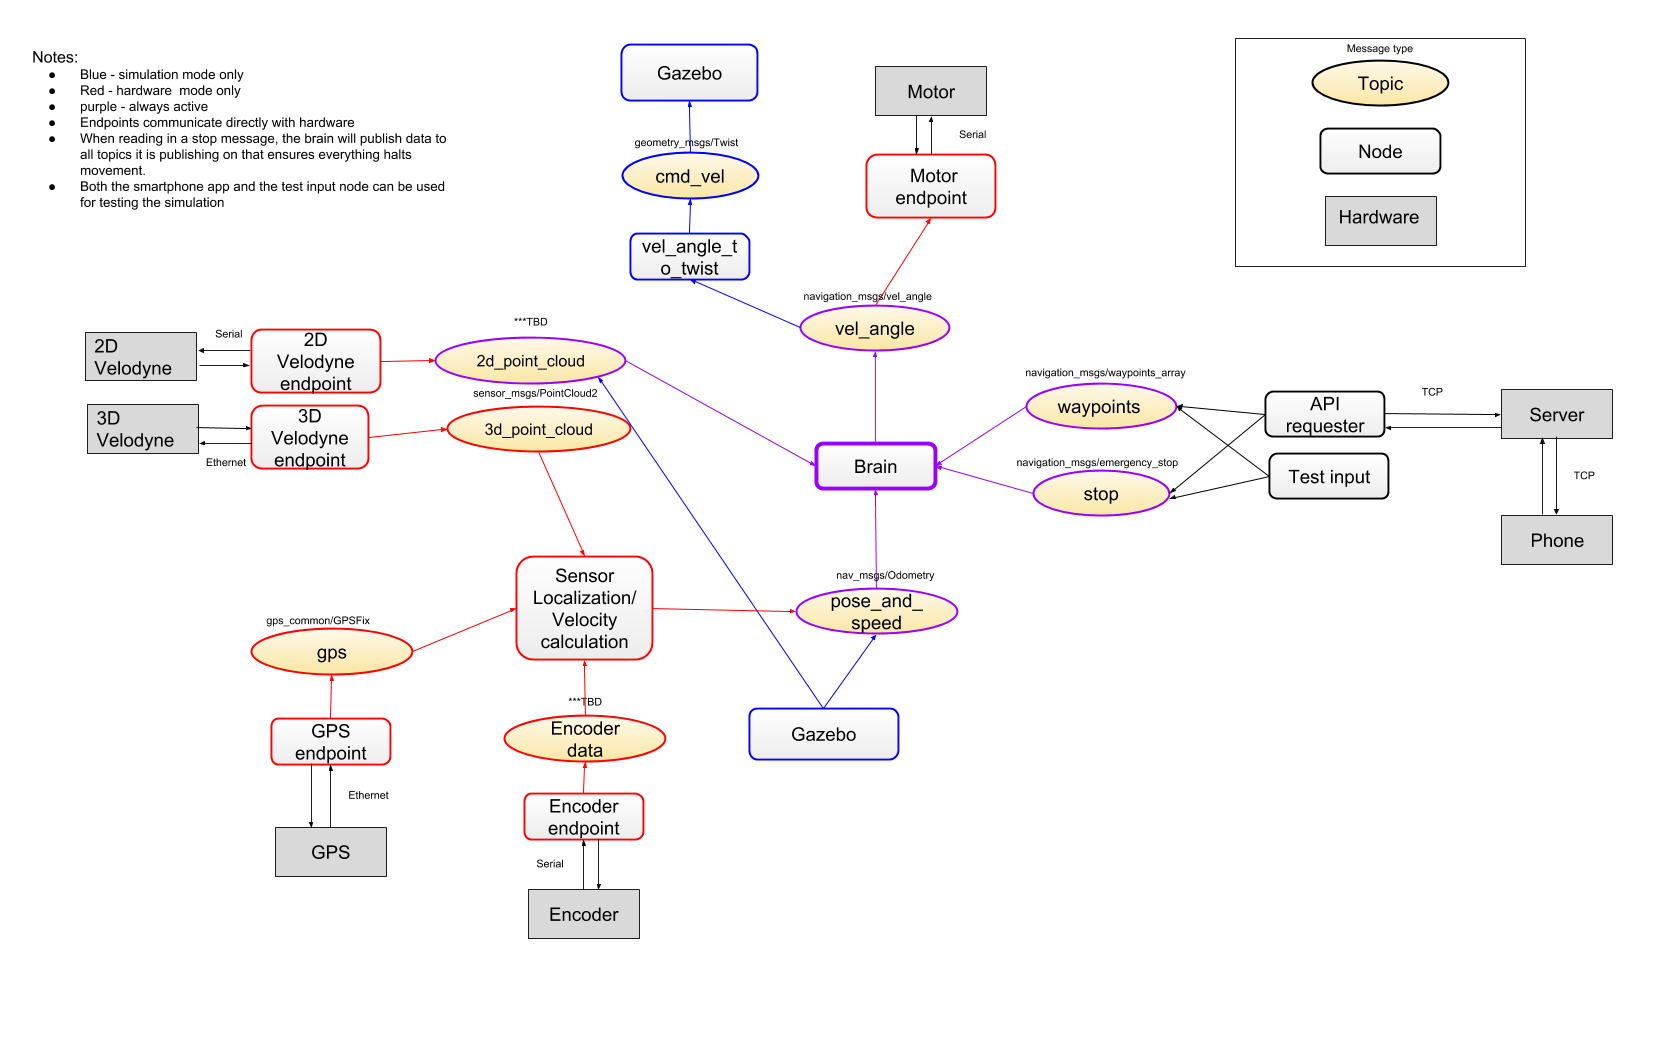 Notes:
● Blue - simulation mode only
● Red - hardware  mode only
● purple - always active
● Endpoints communicate directly with hardware
● When reading in a stop message, the brain will publish data to
all topics it is publishing on that ensures everything halts
movement.
● Both the smartphone app and the test input node can be used
for testing the simulation
Gazebo
geometry_msgs/Twist
cmd_vel
vel_angle_t
o_twist
Motor
Serial
Motor
endpoint
navigation_msgs/vel_angle
vel_angle
Message type
Topic
Node
Hardware
2D
Velodyne
Serial
2D
Velodyne
endpoint
***TBD
2d_point_cloud
3D
Velodyne
Ethernet
3D
Velodyne
endpoint
sensor_msgs/PointCloud2
3d_point_cloud
Brain
navigation_msgs/waypoints_array
waypoints
navigation_msgs/emergency_stop
stop
API
requester
Test input
TCP
Server
TCP
Phone
Sensor
Localization/
Velocity
calculation
nav_msgs/Odometry
pose_and_
speed
gps_common/GPSFix
gps
GPS
endpoint
Ethernet
GPS
***TBD
Encoder
data
Encoder
endpoint
Serial
Encoder
Gazebo